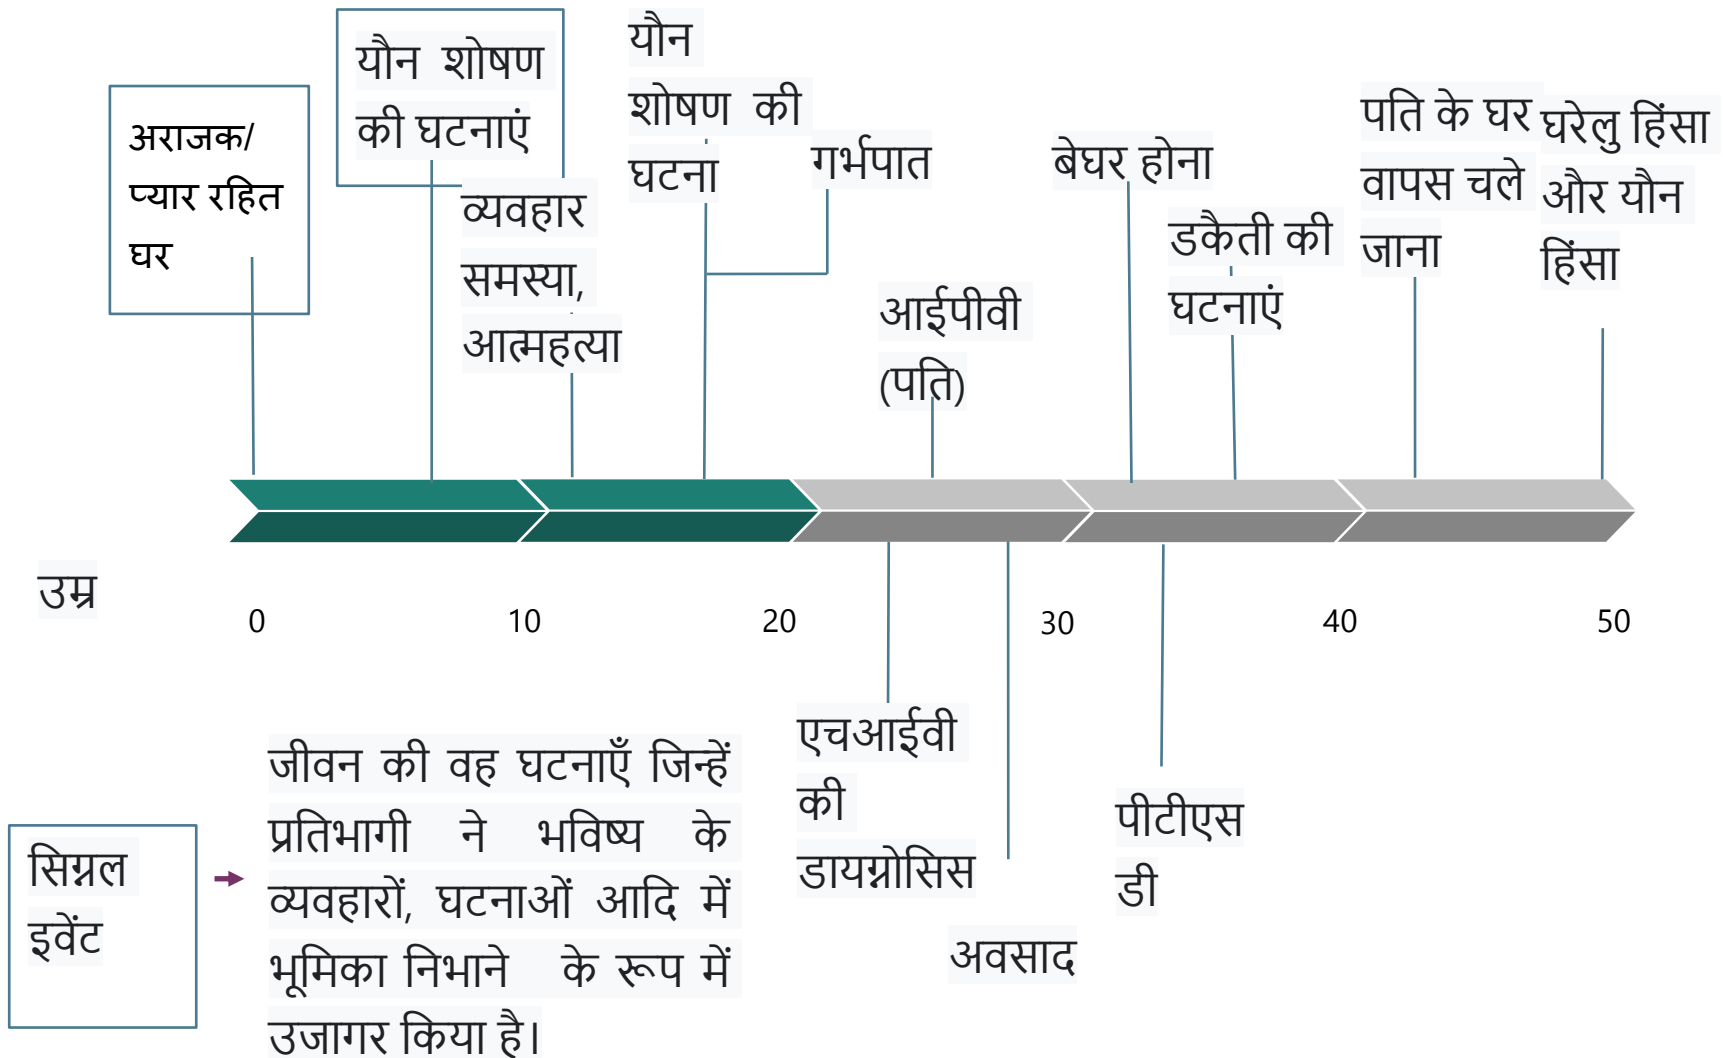 अराजक/
प्यार रहित
घर
यौन शोषण
की घटनाएं
व्यवहार
समस्या,
आत्महत्या
यौन
शोषण की
घटना
गर्भपात
आईपीवी
(पति)
बेघर होना
डकैती की
घटनाएं
पति के घर
वापस चले
जाना
घरेलु हिंसा
और यौन
हिंसा
उम्र
0
10
20
30
40
50
एचआईवी
की
डायग्नोसिस
अवसाद
पीटीएस
डी
सिग्नल
इवेंट
जीवन की वह घटनाएँ जिन्हें
प्रतिभागी ने भविष्य के
व्यवहारों, घटनाओं आदि में
भूमिका निभाने के रूप में
उजागर किया है।